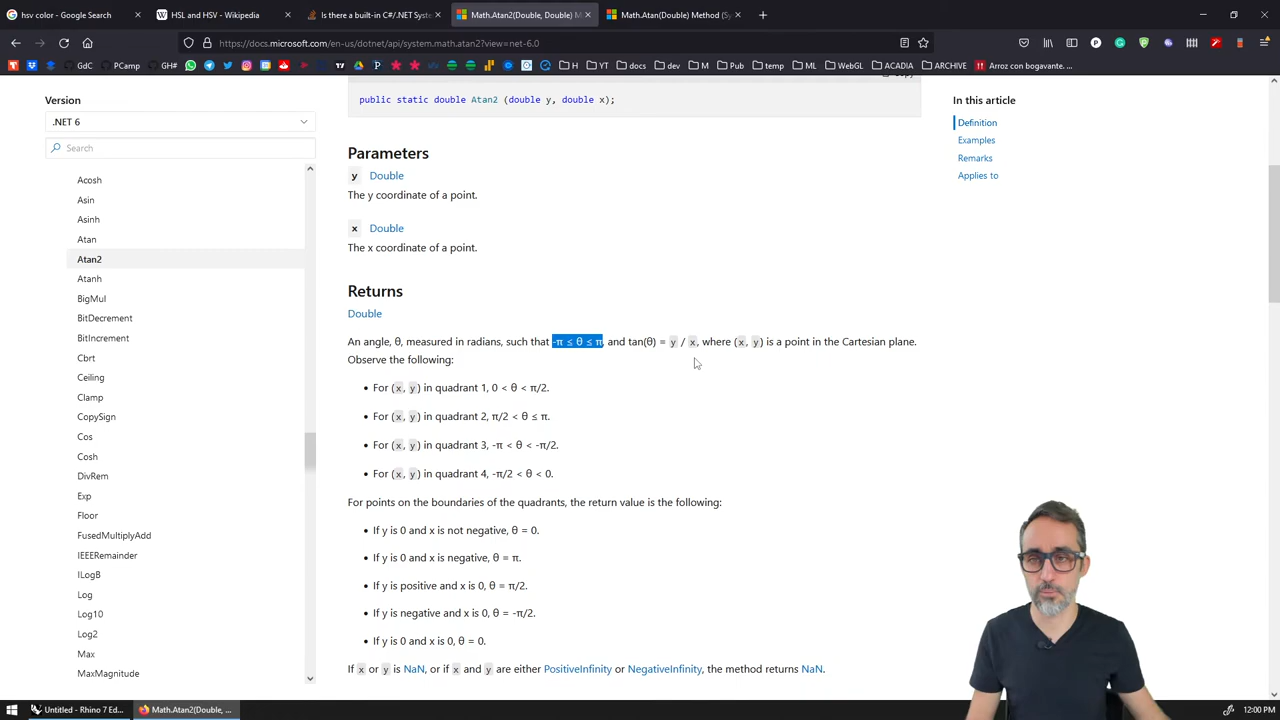 hsv color - Google Search
HSL and HSV - Wikipedia
Is there a built-in C#/.NET System
Math.Atan2(Double, Double) M
Math.Atan(Double) Method (Sy
https://docs.microsoft.com/en-us/dotnet/api/system.math.atan2?view=net-6.0
GdC
PCamp
GH*
H
YT
docs
dev
M
Pub
temp
ML
WebGL
ACADIA
ARCHIVE
Arroz con bogavante.
Version
.NET 6
Search
Acosh
Asin
Asinh
Atan
Atan2
Atanh
BigMul
BitDecrement
BitIncrement
Cbrt
Ceiling
Clamp
CopySign
Cos
Cosh
DivRem
Exp
Floor
FusedMultiplyAdd
IEEERemainder
ILogB
Log
Log10
Log2
Max
MaxMagnitude
public static double Atan2 (double y, double x);
Parameters
y Double
The y coordinate of a point.
x Double
The x coordinate of a point.
Returns
Double
An angle, θ, measured in radians, such that -π ≤ θ ≤ π, and tan(θ) = y / x, where (x, y) is a point in the Cartesian plane.
Observe the following:
• For (x, y) in quadrant 1, 0 < θ < π/2.
• For (x, y) in quadrant 2, π/2 < θ ≤ π.
• For (x, y) in quadrant 3, -π < θ < -π/2.
• For (x, y) in quadrant 4, -π/2 < θ < 0.
For points on the boundaries of the quadrants, the return value is the following:
• If y is 0 and x is not negative, θ = 0.
• If y is 0 and x is negative, θ = π.
• If y is positive and x is 0, θ = π/2.
• If y is negative and x is 0, θ = -π/2.
• If y is 0 and x is 0, θ = 0.
If x or y is NaN, or if x and y are either PositiveInfinity or NegativeInfinity, the method returns NaN.
In this article
Definition
Examples
Remarks
Applies to
Untitled - Rhino 7 Ed...
Math.Atan2(Double, ...
12:00 PM